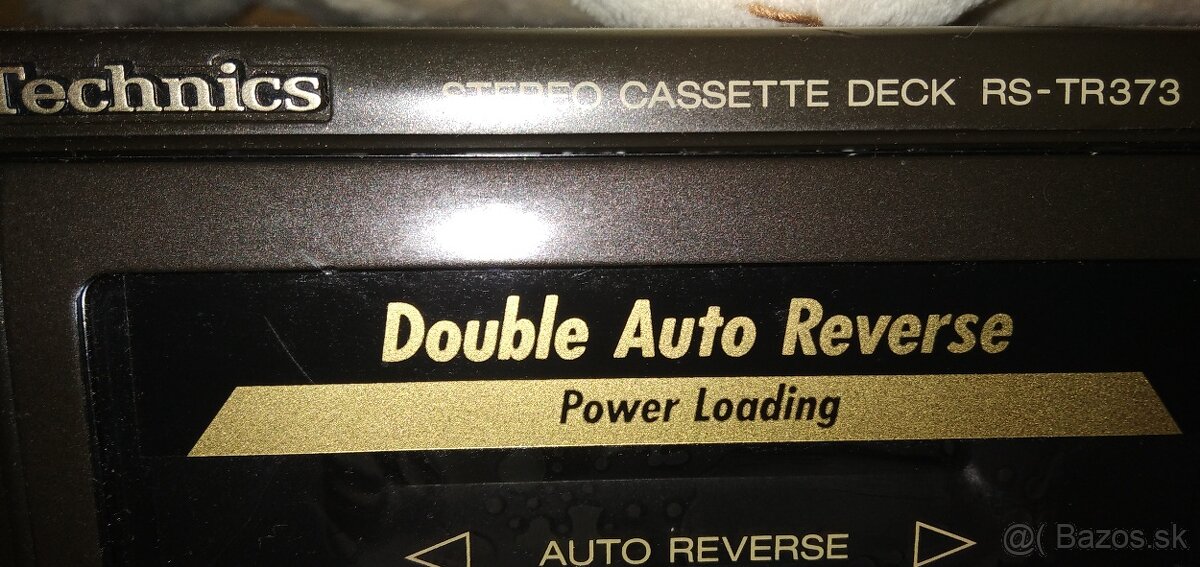 Technics
STEREO CASSETTE DECK RS-TR373
Double Auto Reverse
Power Loading
AUTO REVERSE
@( Bazos.sk